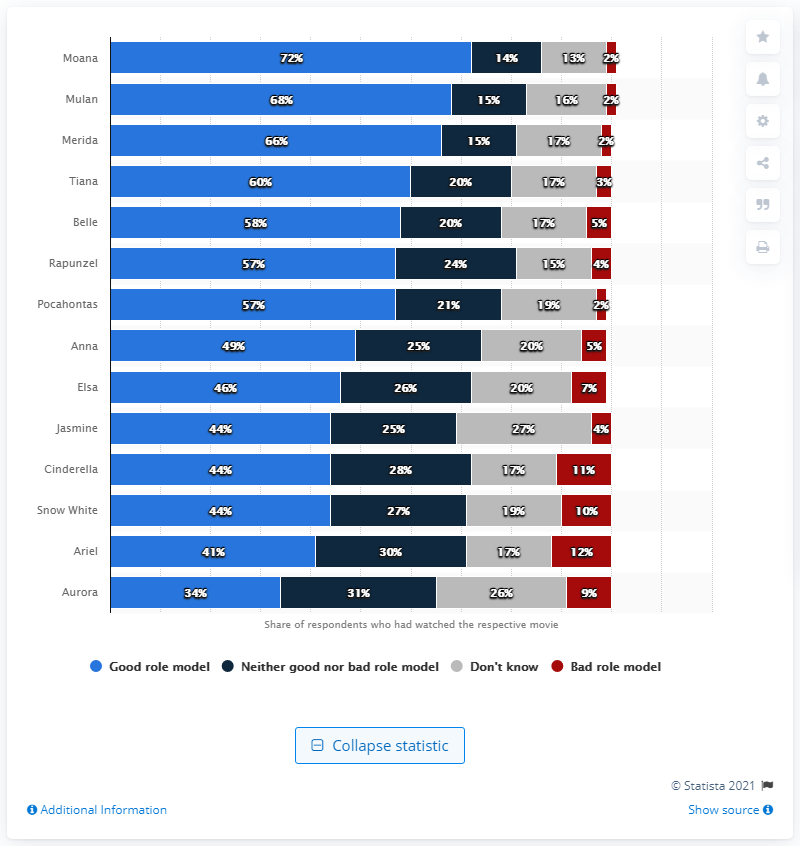 Moana 72% 14% 13% 2%
Mulan 68% 15% 16% 2%
Merida 66% 15% 17% 2%
Tiana 60% 20% 17% 3%
Belle 58% 20% 17% 5%
Rapunzel 57% 24% 15% 4%
Pocahontas 57% 21% 19% 2%
Anna 49% 25% 20% 5%
Elsa 46% 26% 20% 7%
Jasmine 44% 25% 27% 4%
Cinderella 44% 28% 17% 11%
Snow White 44% 27% 19% 10%
Ariel 41% 30% 17% 12%
Aurora 34% 31% 26% 9%
Share of respondents who had watched the respective movie
Good role model Neither good nor bad role model Don't know Bad role model
Collapse statistic
© Statista 2021
Additional Information Show source